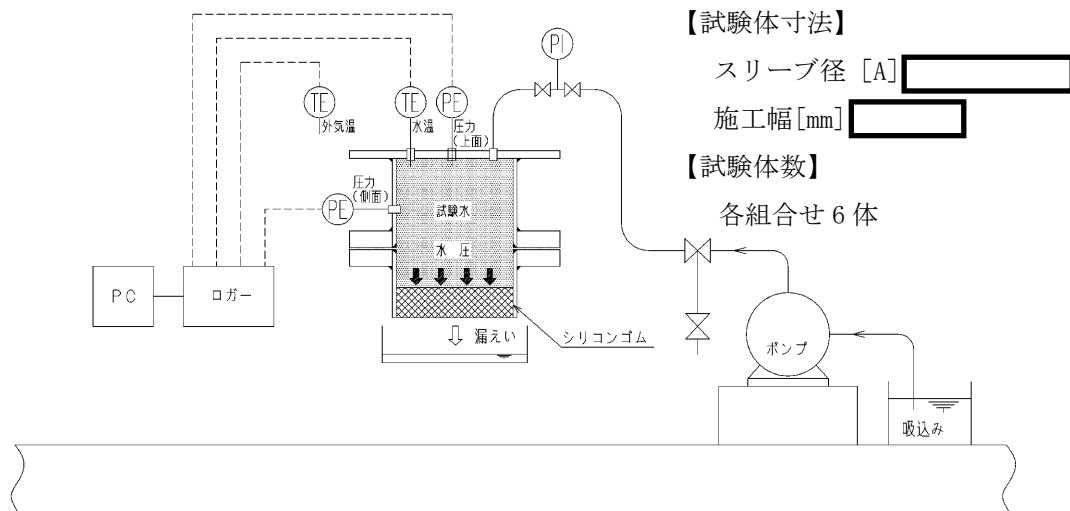 【試験体寸法】
スリーブ径 [A]
施工幅[mm]
【試験体数】
各組合せ6体
PI
TE
外気温
TE
水温
PE
圧力
(上面)
圧力
(側面)
PE
試験水
水 圧
PC
ロガー
漏えい
シリコンゴム
ポンプ
吸込み